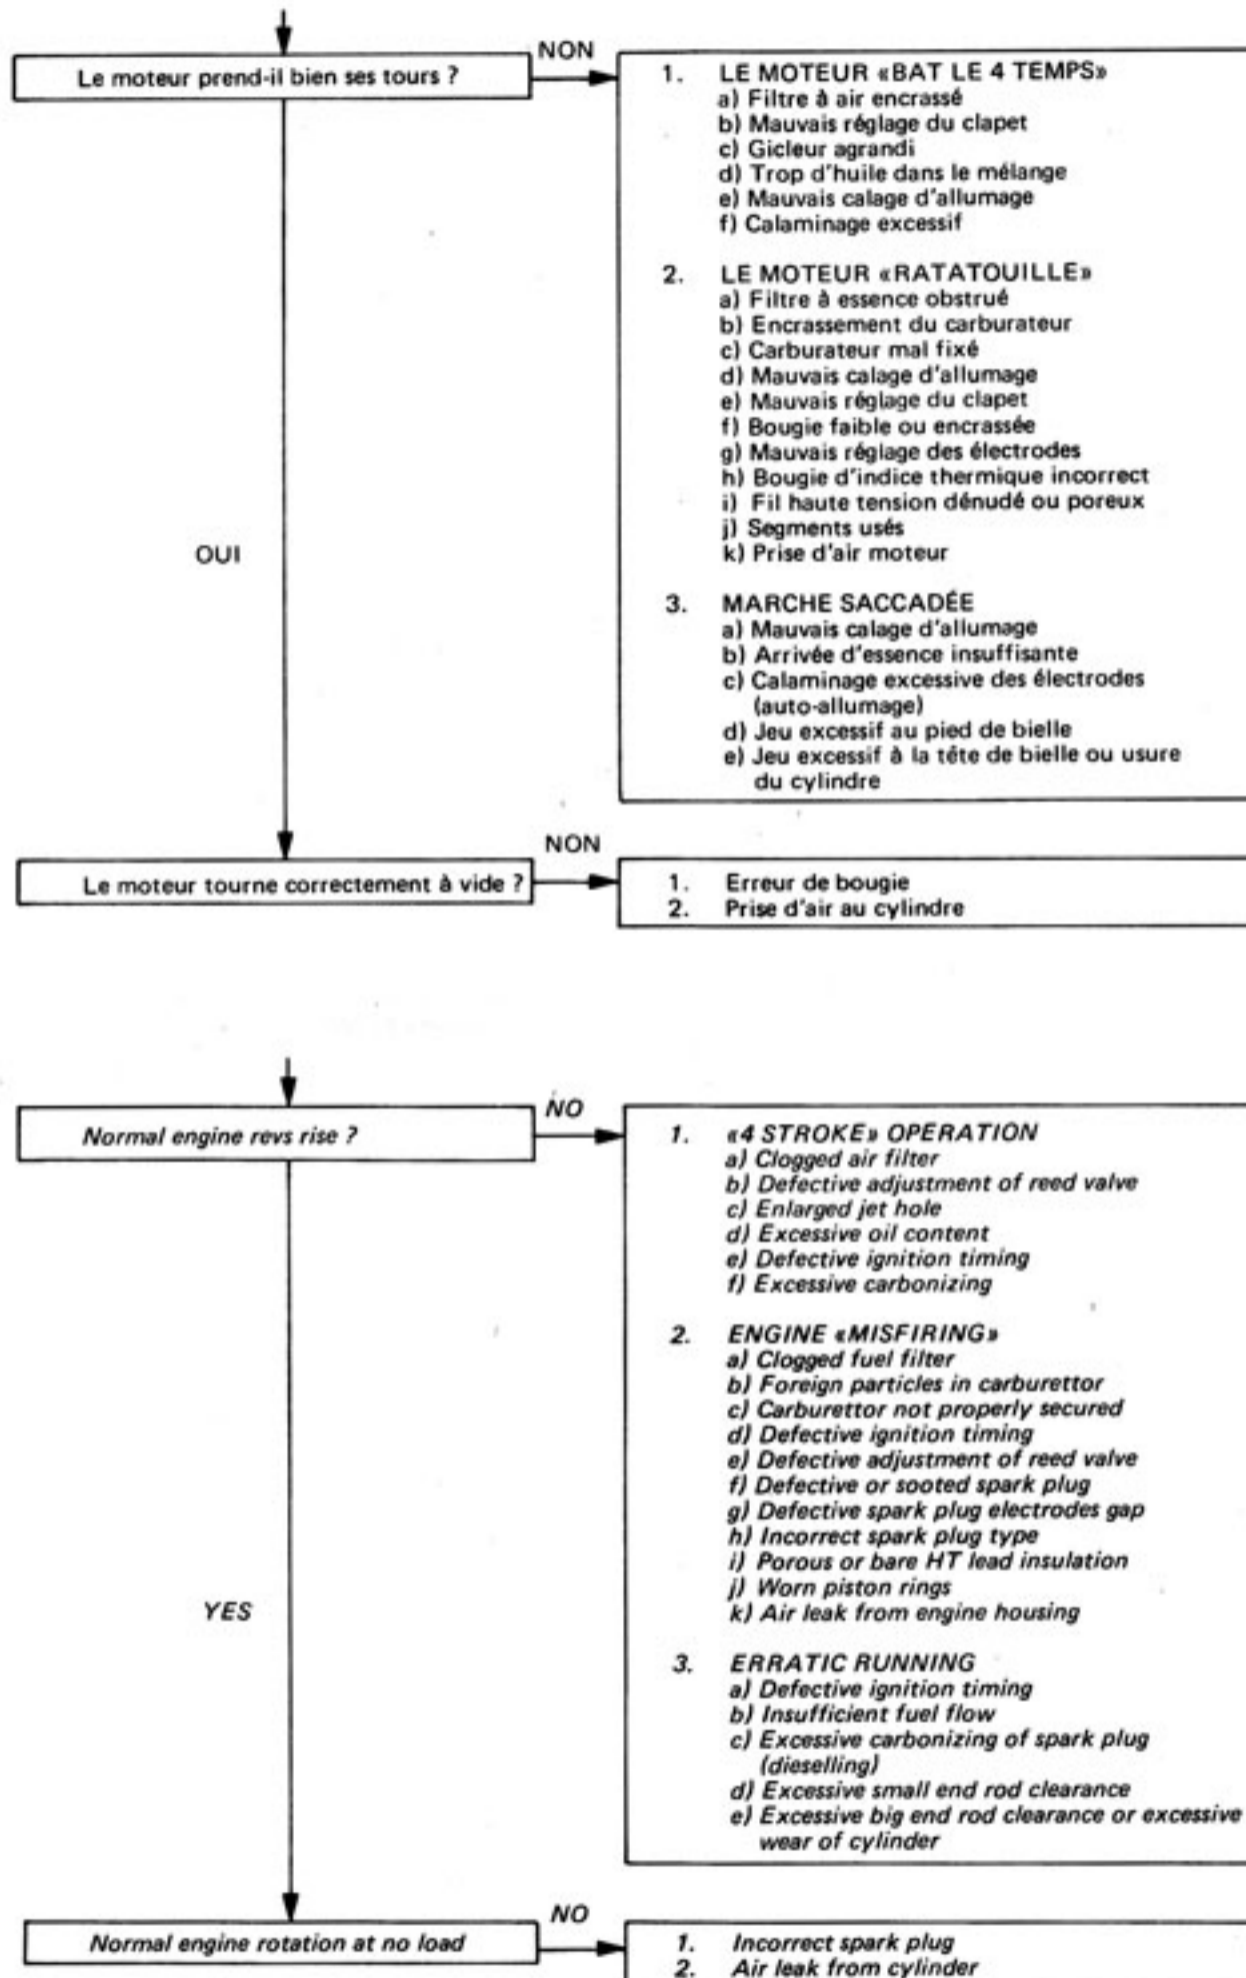 NON
Le moteur prend-il bien ses tours ?
1. LE MOTEUR «BAT LE 4 TEMPS»
a) Filtre à air encrassé
b) Mauvais réglage du clapet
c) Gicleur agrandi
d) Trop d'huile dans le mélange
e) Mauvais calage d'allumage
f) Calaminage excessif
2. LE MOTEUR «RATATOUILLE»
a) Filtre à essence obstrué
b) Encrassement du carburateur
c) Carburateur mal fixé
d) Mauvais calage d'allumage
e) Mauvais réglage du clapet
f) Bougie faible ou encrassée
g) Mauvais réglage des électrodes
h) Bougie d'indice thermique incorrect
i) Fil haute tension dénudé ou poreux
j) Segments usés
k) Prise d'air moteur
OUI
3. MARCHE SACCADÉE
a) Mauvais calage d'allumage
b) Arrivée d'essence insuffisante
c) Calaminage excessive des électrodes
(auto-allumage)
d) Jeu excessif au pied de bielle
e) Jeu excessif à la tête de bielle ou usure
du cylindre
NON
Le moteur tourne correctement à vide ?
1. Erreur de bougie
2. Prise d'air au cylindre
NO
Normal engine revs rise ?
1. «4 STROKE» OPERATION
a) Clogged air filter
b) Defective adjustment of reed valve
c) Enlarged jet hole
d) Excessive oil content
e) Defective ignition timing
f) Excessive carbonizing
2. ENGINE «MISFIRING»
a) Clogged fuel filter
b) Foreign particles in carburettor
c) Carburettor not properly secured
d) Defective ignition timing
e) Defective adjustment of reed valve
f) Defective or sooted spark plug
g) Defective spark plug electrodes gap
h) Incorrect spark plug type
i) Porous or bare HT lead insulation
j) Worn piston rings
k) Air leak from engine housing
YES
3. ERRATIC RUNNING
a) Defective ignition timing
b) Insufficient fuel flow
c) Excessive carbonizing of spark plug
(dieselling)
d) Excessive small end rod clearance
e) Excessive big end rod clearance or excessive
wear of cylinder
NO
Normal engine rotation at no load
1. Incorrect spark plug
2. Air leak from cylinder